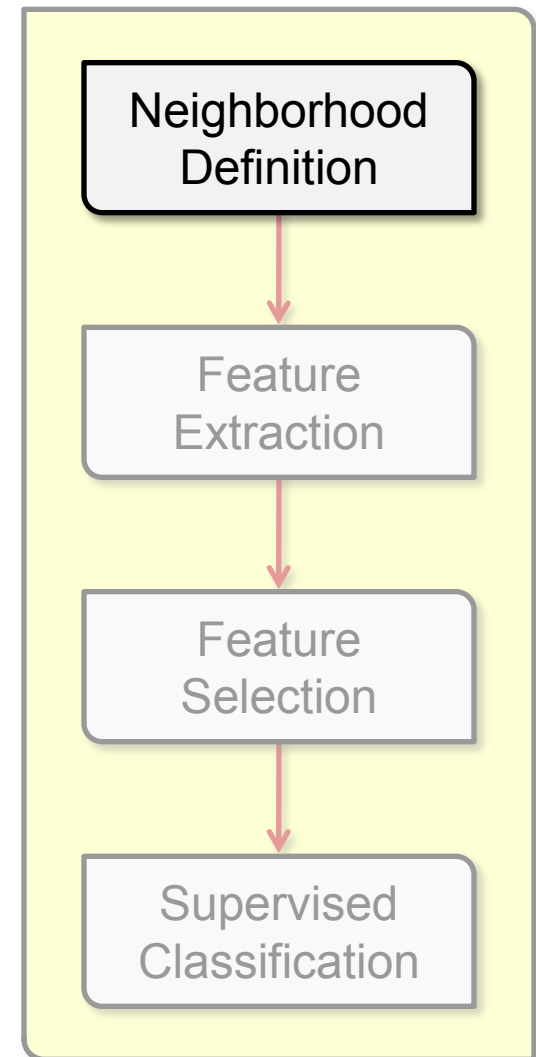 Neighborhood
Definition
Feature
Extraction
Feature
Selection
Supervised
Classification